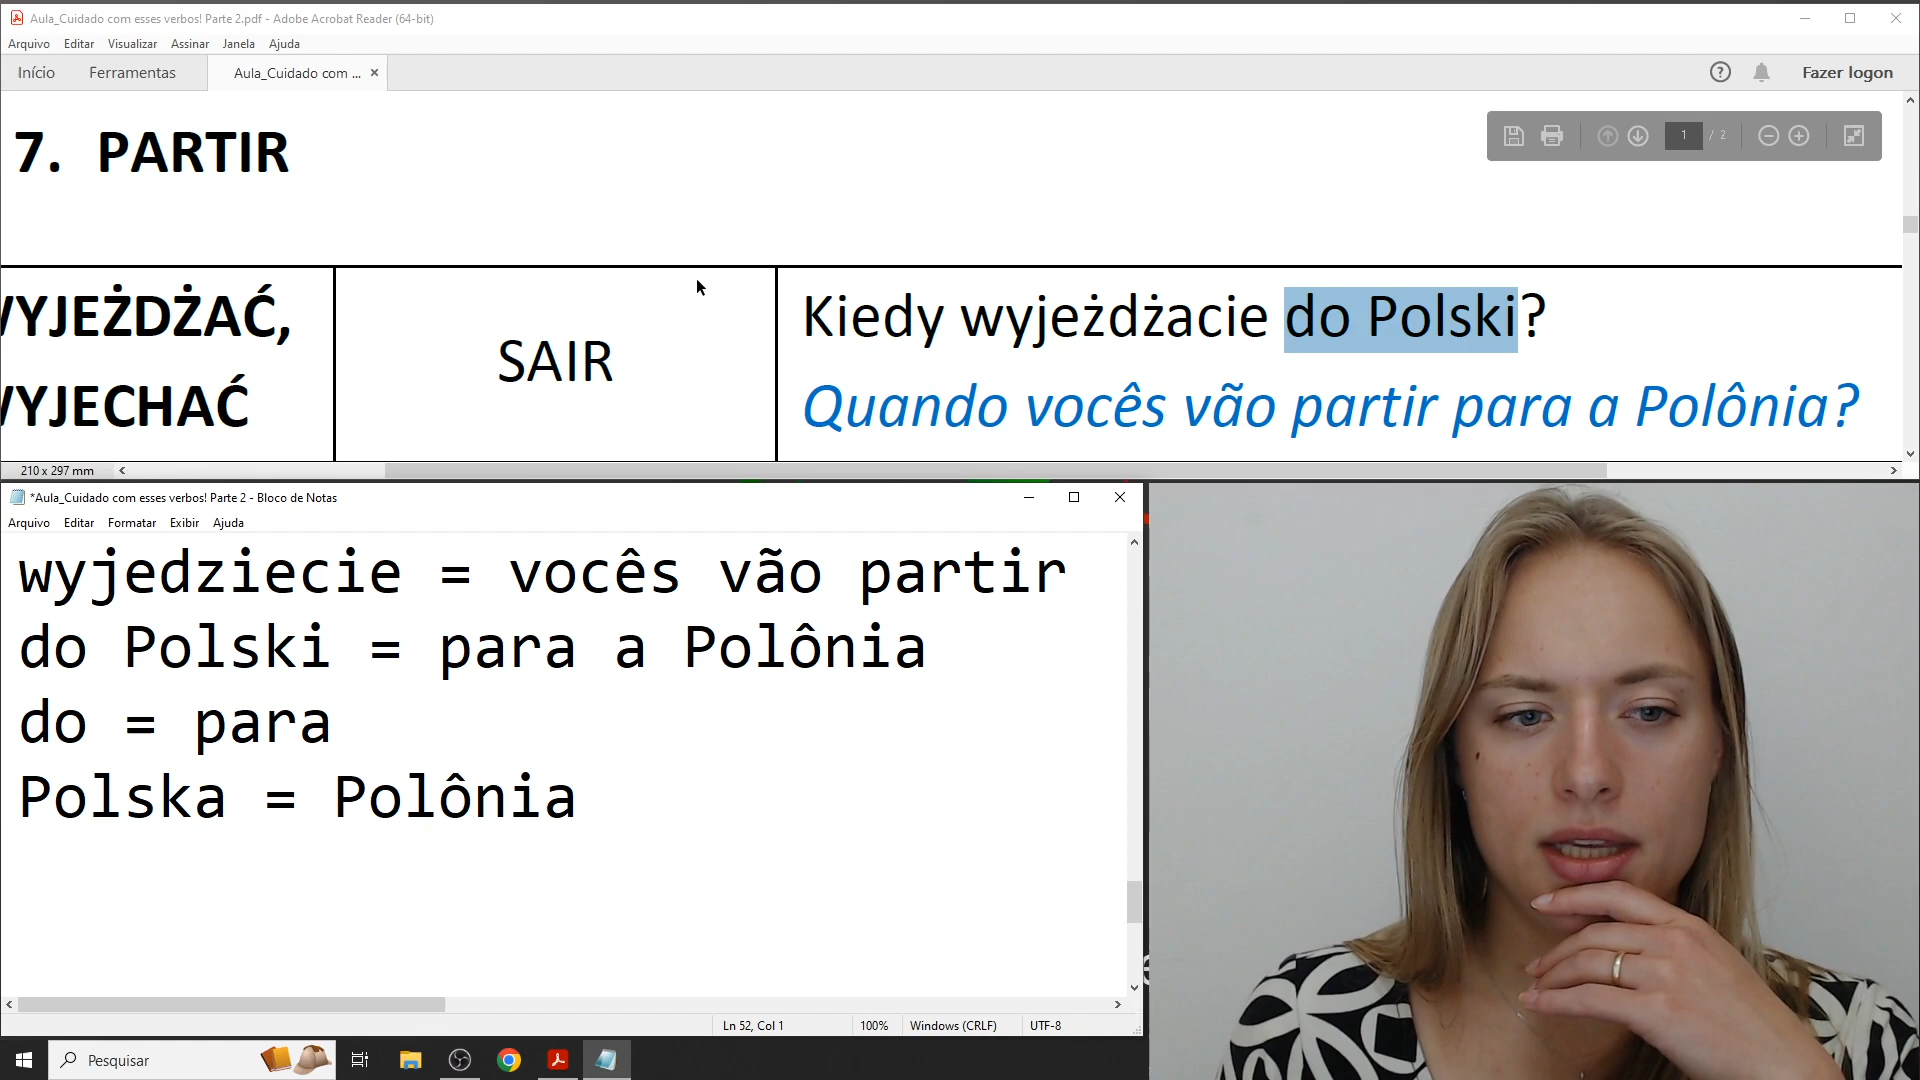 Aula_Cuidado com esses verbos! Parte 2.pdf - Adobe Acrobat Reader (64-bit)
Arquivo Editar Visualizar Assinar Janela Ajuda
Início Ferramentas Aula_Cuidado com ... × ? Fazer logon
7. PARTIR
1 / 2
WYJEŻDŻAĆ,
WYJECHAĆ
SAIR
Kiedy wyjeżdżacie do Polski?
Quando vocês vão partir para a Polônia?
210 x 297 mm
*Aula_Cuidado com esses verbos! Parte 2 - Bloco de Notas
Arquivo Editar Formatar Exibir Ajuda
wyjedziecie = vocês vão partir
do Polski = para a Polônia
do = para
Polska = Polônia
Ln 52, Col 1 100% Windows (CRLF) UTF-8
Pesquisar